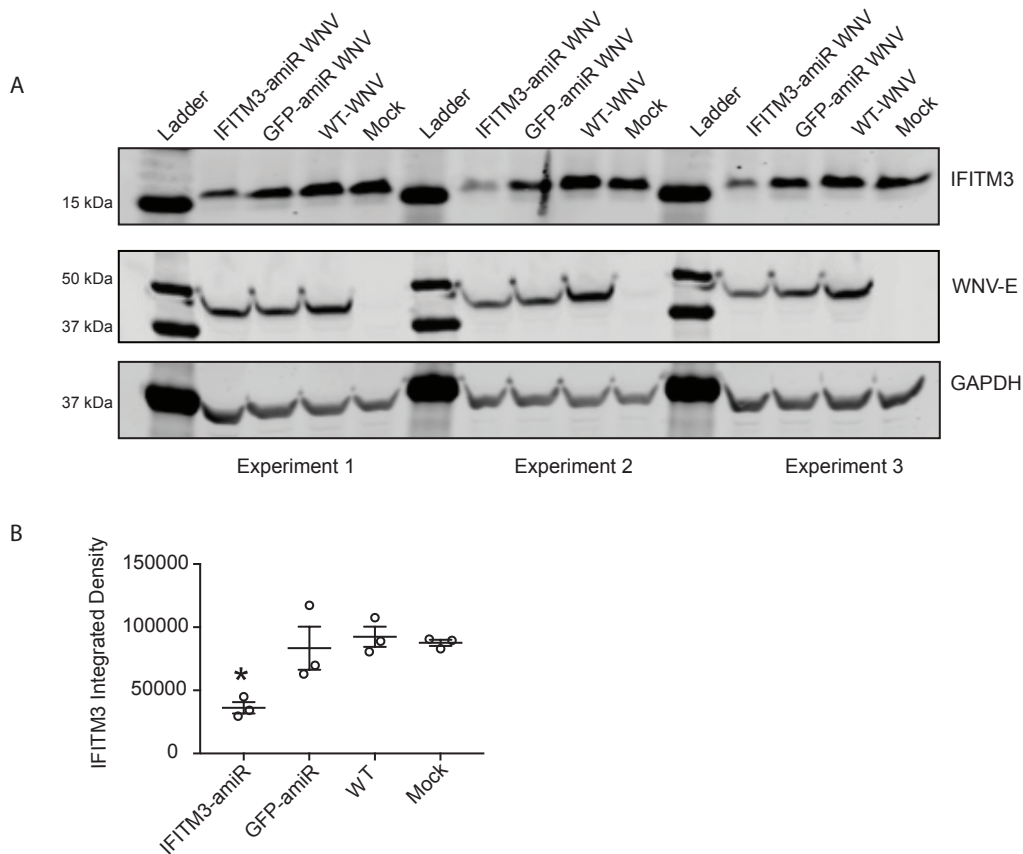 A
Ladder
IFITM3-amiR WNV
GFP-amiR WNV
WT-WNV
Mock
Ladder
IFITM3-amiR WNV
GFP-amiR WNV
WT-WNV
Mock
Ladder
IFITM3-amiR WNV
GFP-amiR WNV
WT-WNV
Mock
15 kDa
IFITM3
50 kDa
37 kDa
WNV-E
37 kDa
GAPDH
Experiment 1
Experiment 2
Experiment 3
B
IFITM3 Integrated Density
150000
100000
50000
0
*
IFITM3-amiR
GFP-amiR
WT
Mock